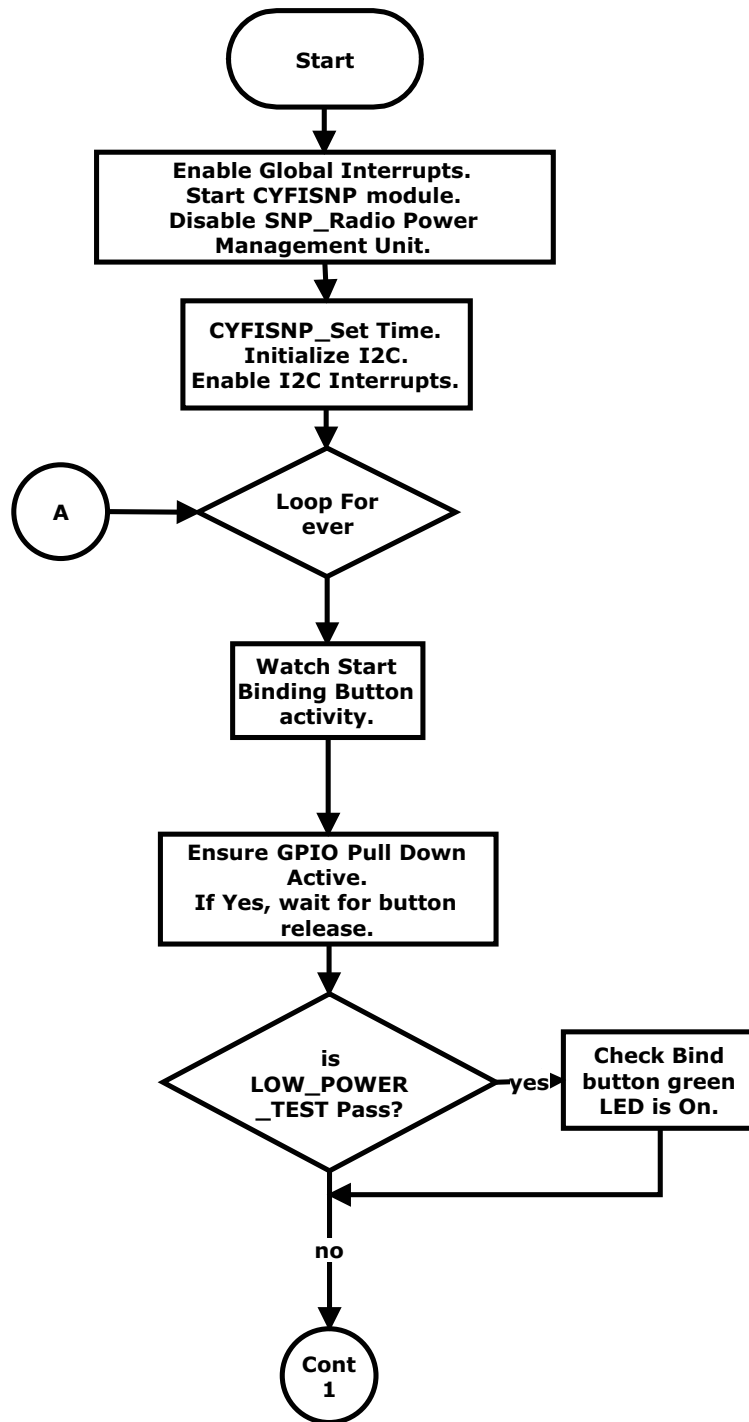 Start
Enable Global Interrupts.
Start CYFISNP module.
Disable SNP_Radio Power
Management Unit.
CYFISNP_Set Time.
Initialize I2C.
Enable I2C Interrupts.
A
Loop For
ever
Watch Start
Binding Button
activity.
Ensure GPIO Pull Down
Active.
If Yes, wait for button
release.
is
LOW_POWER
_TEST Pass?
yes
Check Bind
button green
LED is On.
no
Cont
1